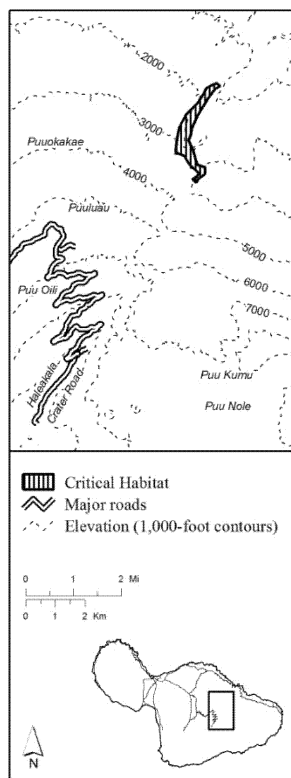 2000
3000
Puuokakae
4000
Puuluau
5000
6000
Puu Oili
7000
Haleakala
Crater Road
Puu Kumu
Puu Nole
Critical Habitat
Major roads
Elevation (1,000-foot contours)
0 1 2 Mi
0 1 2 Km
N